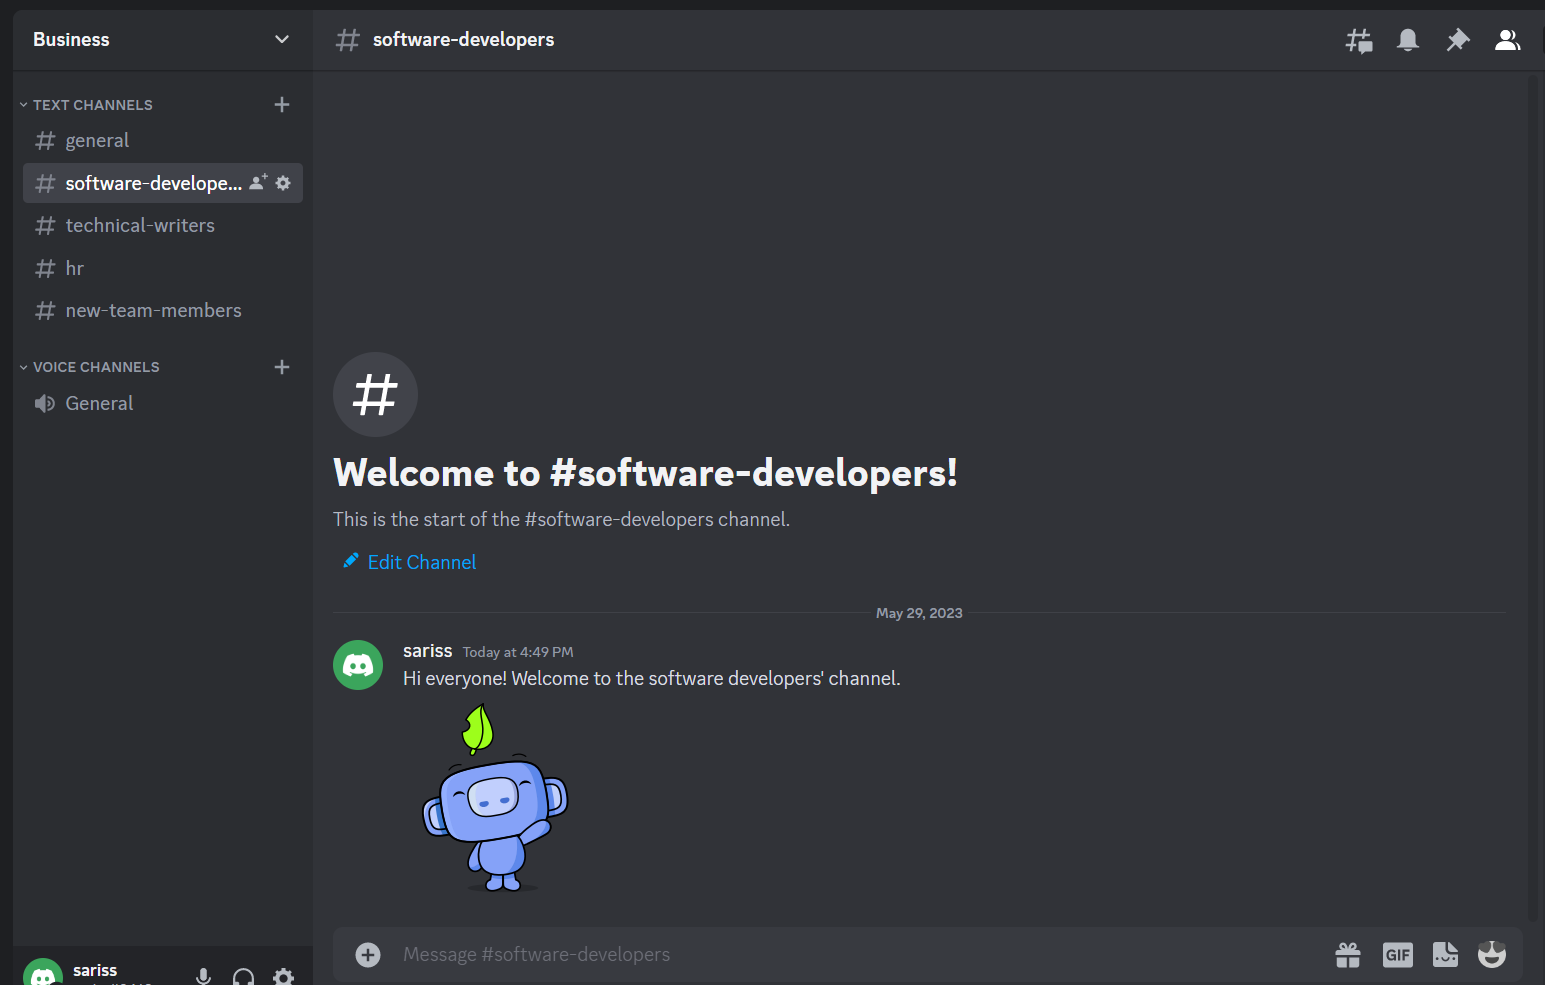 Business
software-developers
TEXT CHANNELS
general
software-develope...
technical-writers
hr
new-team-members
VOICE CHANNELS
General
Welcome to #software-developers!
This is the start of the #software-developers channel.
Edit Channel
May 29, 2023
sariss Today at 4:49 PM
Hi everyone! Welcome to the software developers' channel.
Message #software-developers
GIF
sariss